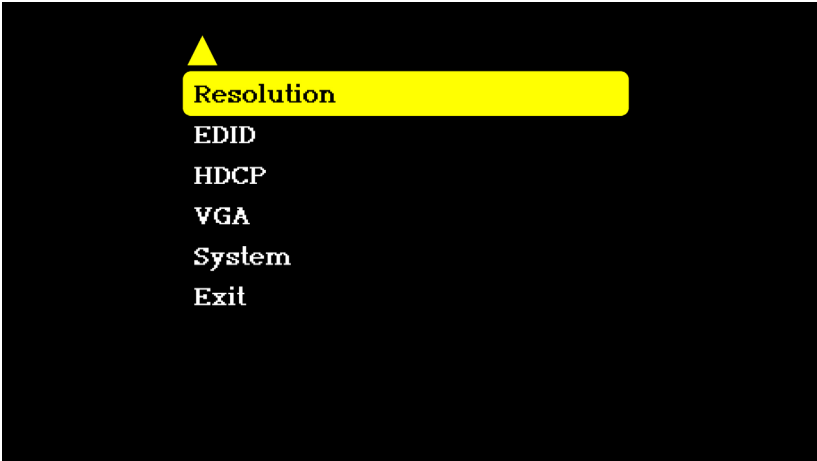 Resolution
EDID
HDCP
VGA
System
Exit